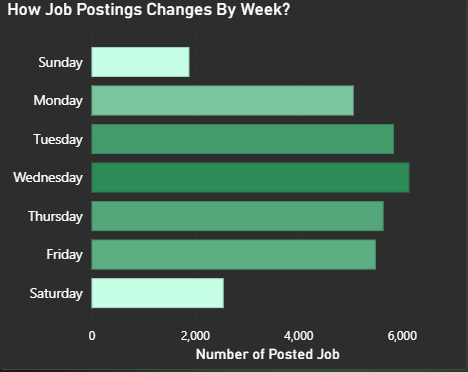 How Job Postings Changes By Week?
Sunday
Monday
Tuesday
Wednesday
Thursday
Friday
Saturday
0 2,000 4,000 6,000
Number of Posted Job